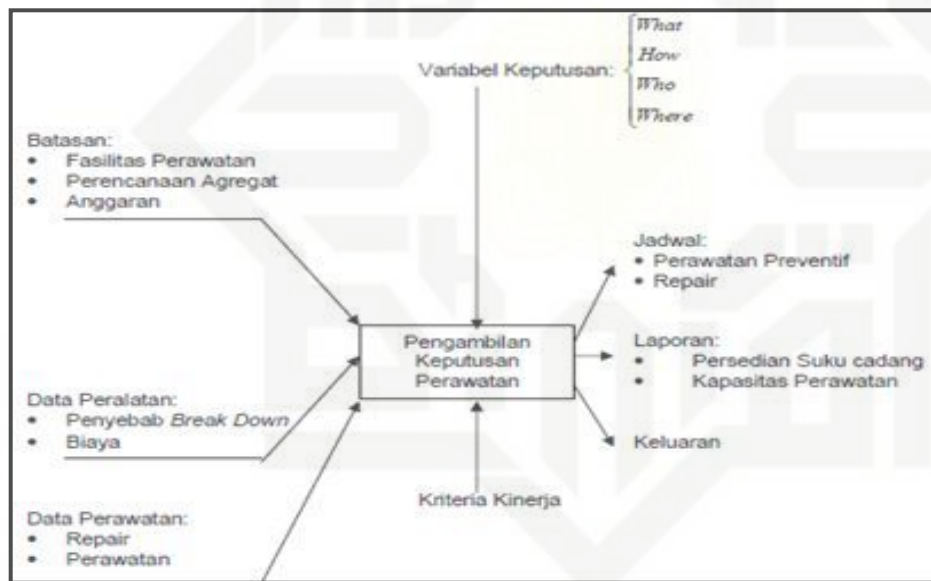 Variabel Keputusan:
What
How
Who
Where
Batasan:
• Fasilitas Perawatan
• Perencanaan Agregat
• Anggaran
Data Peralatan:
• Penyebab Break Down
• Biaya
Data Perawatan:
• Repair
• Perawatan
Pengambilan
Keputusan
Perawatan
Kriteria Kinerja
Jadwal:
• Perawatan Preventif
• Repair
Laporan:
• Persedian Suku cadang
• Kapasitas Perawatan
Keluaran